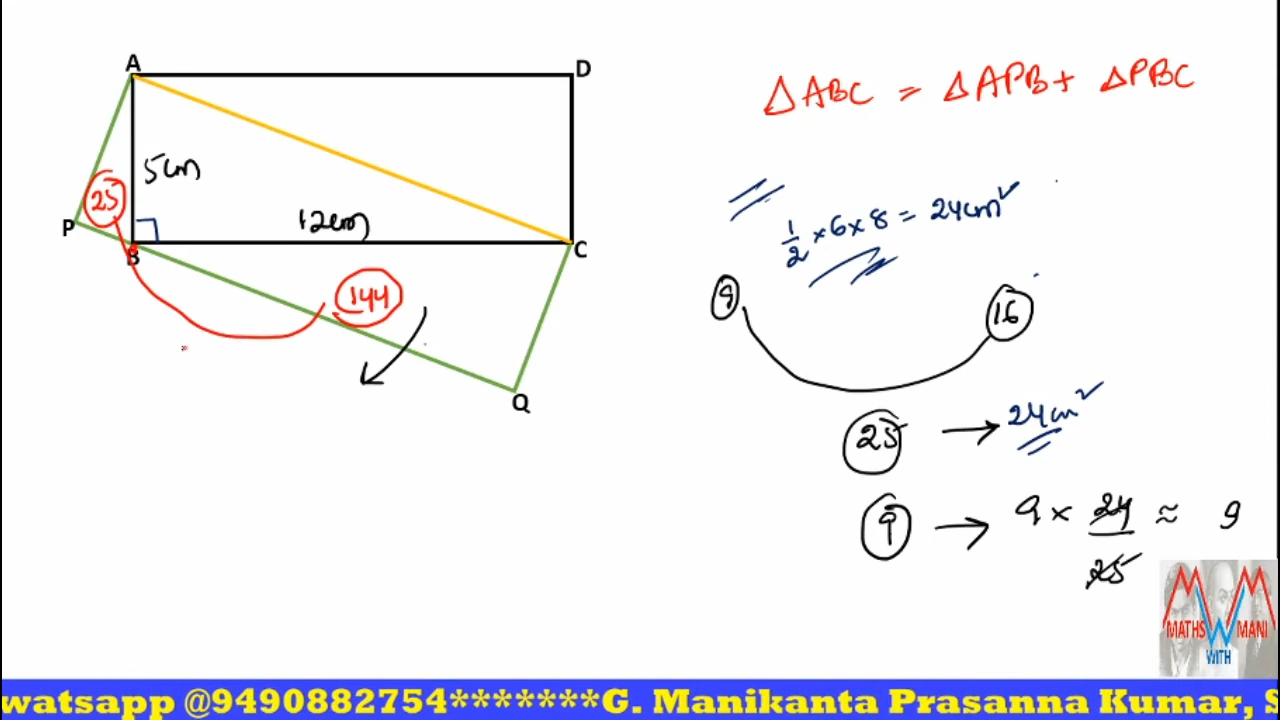 A
D
△ABC = △APB + △PBC
5cm
25
12cm
P
B
C
1/2 × 6 × 8 = 24cm²
144
9
16
Q
25 → 24cm²
9 → 9 × 24/25 ≈ 9
MATHS MANI
WITH
watsapp @9490882754*******G. Manikanta Prasanna Kumar, S